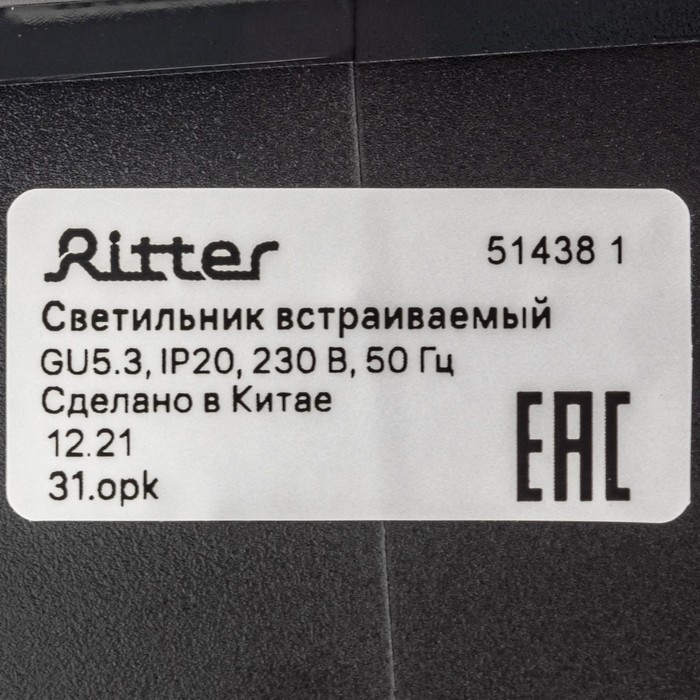 Ritter 51438 1
Светильник встраиваемый
GU5.3, IP20, 230 В, 50 Гц
Сделано в Китае
12.21
31.opk
EAC